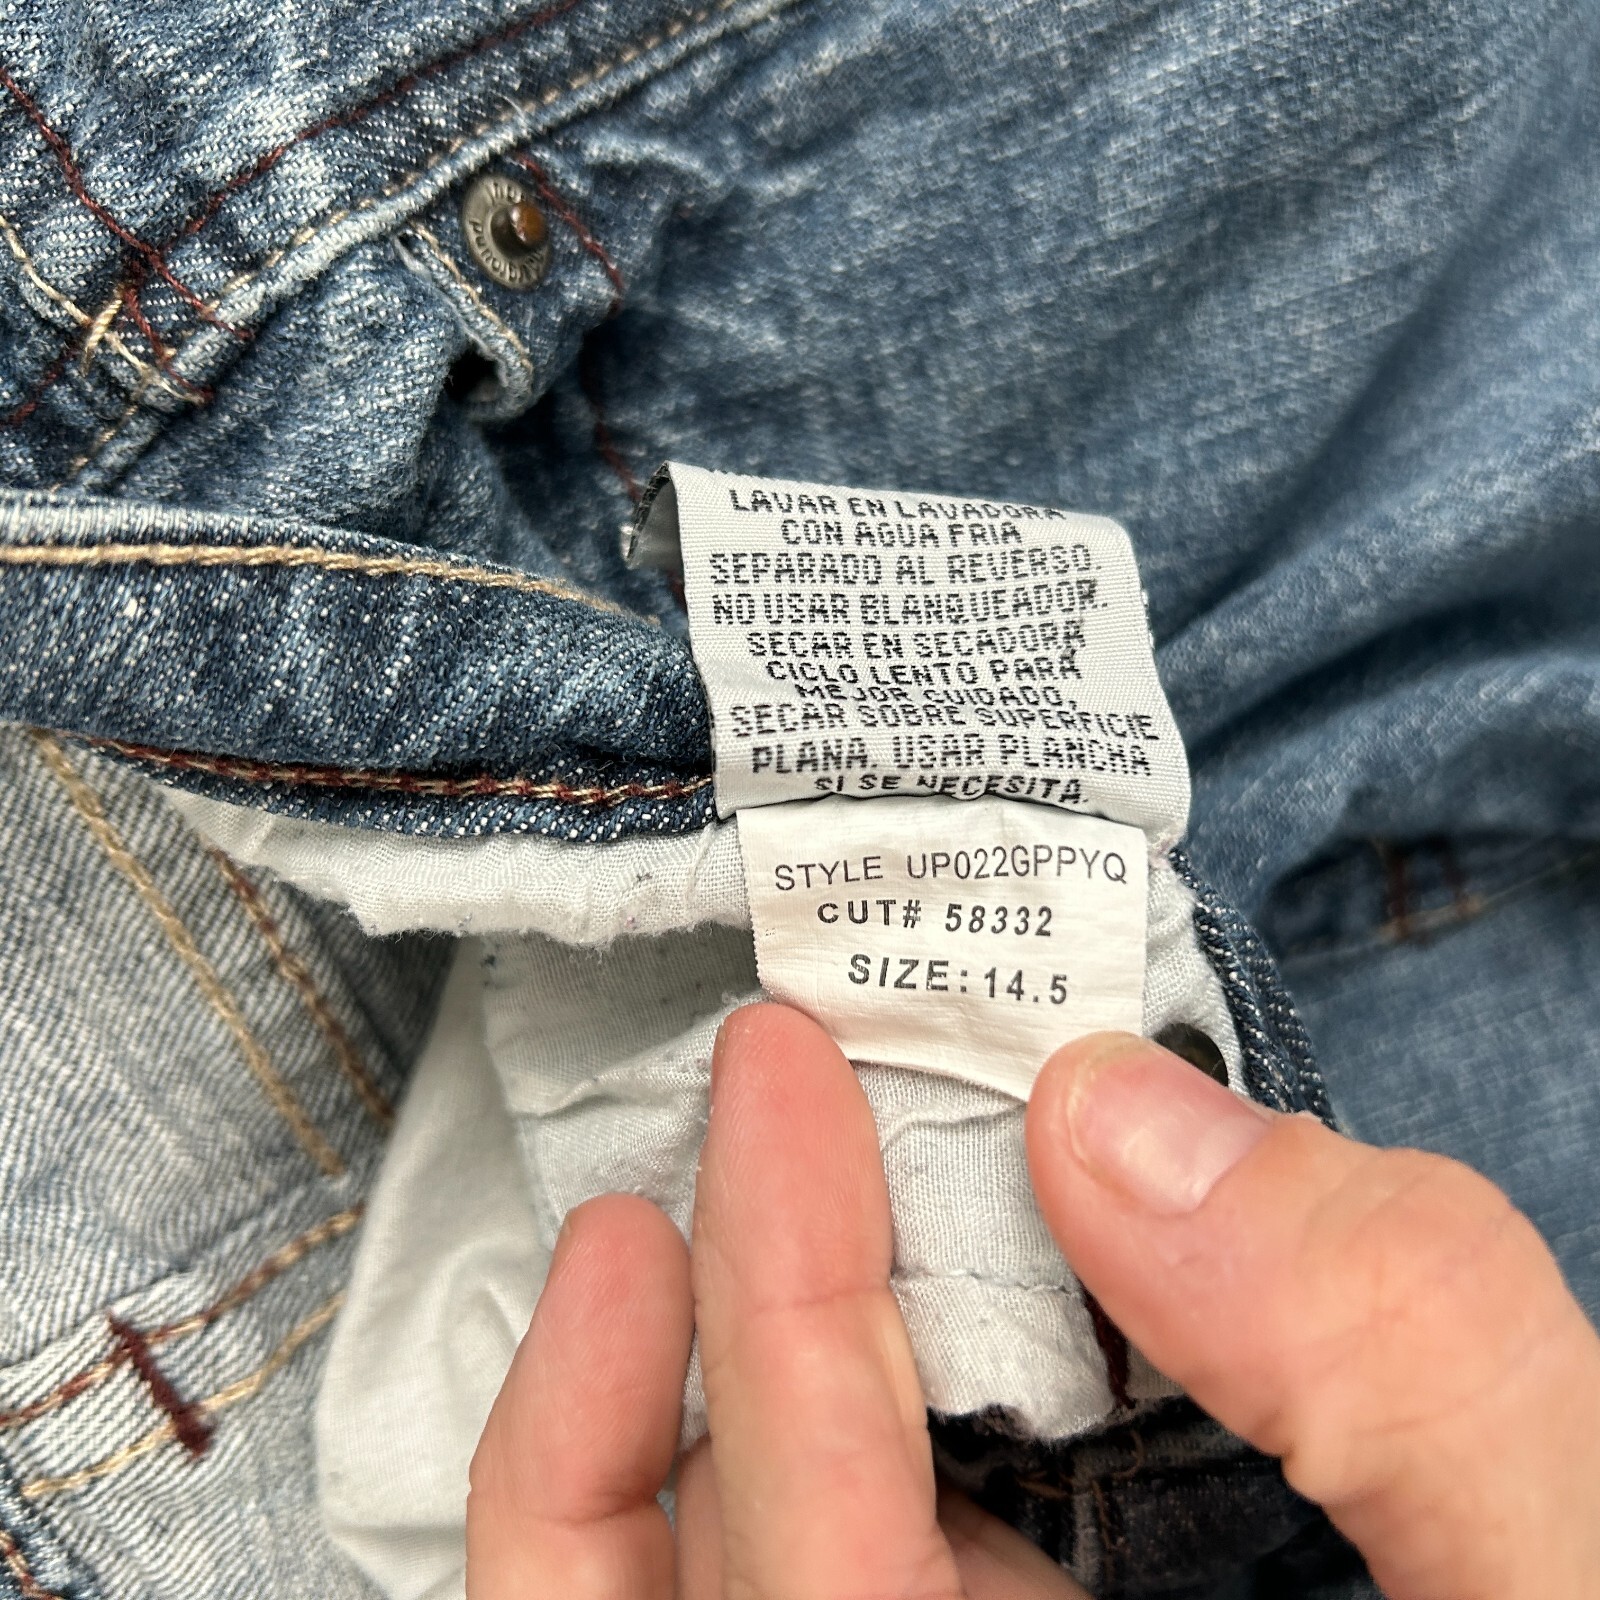 LAVAR EN LAVADORA
CON AGUA FRIA
SEPARADO AL REVERSO.
NO USAR BLANQUEADOR.
SECAR EN SECADORA
CICLO LENTO PARA
MEJOR CUIDADO,
SECAR SOBRE SUPERFICIE
PLANA. USAR PLANCHA
SI SE NECESITA.
STYLE UP022GPPYQ
CUT# 58332
SIZE: 14.5